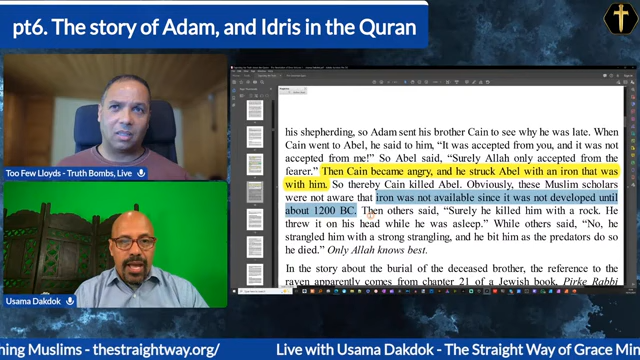 pt6. The story of Adam, and Idris in the Quran
Too Few Lloyds - Truth Bombs, Live
Usama Dakdok
his shepherding, so Adam sent his brother Cain to see why he was late. When
Cain went to Abel, he said to him, “It was accepted from you, and it was
not accepted from me!” So Abel said, “Surely Allah only accepted from the
fearer.” Then Cain became angry, and he struck Abel with an iron that was
with him. So thereby Cain killed Abel. Obviously, these Muslim scholars
were not aware that iron was not available since it was not developed until
about 1200 BC. Then others said, “Surely he killed him with a rock. He
threw it on his head while he was asleep.” While others said, “No, he
strangled him with a strong strangling, and he bit him as the predators do so
he died.” Only Allah knows best.
In the story about the burial of the deceased brother, the reference to the
raven apparently comes from chapter 21 of a Jewish book, Pirke Rabbi
hing Muslims - thestraightway.org/ Live with Usama Dakdok - The Straight Way of Grace Min